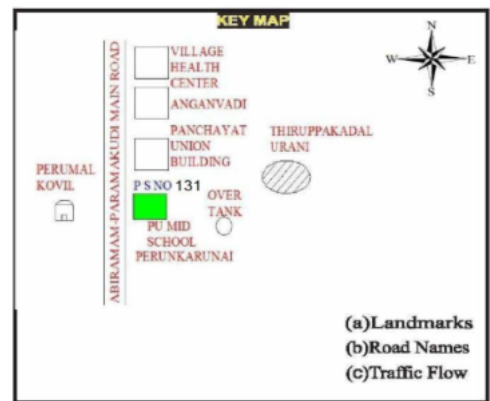 KEY MAP
N
W
E
S
ABIRAMAM-PARAMAKUDI MAIN ROAD
VILLAGE
HEALTH
CENTER
ANGANVADI
PANCHAYAT
UNION
BUILDING
THIRUPPAKADAL
URANI
PERUMAL
KOVIL
P S NO 131
OVER
TANK
PU MID
SCHOOL
PERUNKARUNAI
(a)Landmarks
(b)Road Names
(c)Traffic Flow